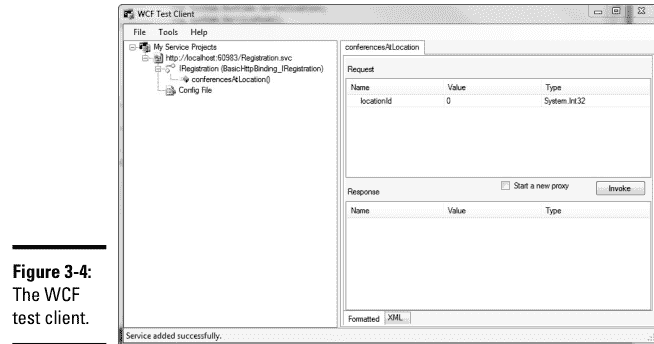 WCF Test Client
File Tools Help
My Service Projects
http://localhost:60983/Registration.svc
IRegistration (BasicHttpBinding_IRegistration)
conferencesAtLocation()
Config File
conferencesAtLocation
Request
Name Value Type
locationId 0 System.Int32
Response
Start a new proxy
Invoke
Name Value Type
Formatted XML
Service added successfully.
Figure 3-4:
The WCF
test client.